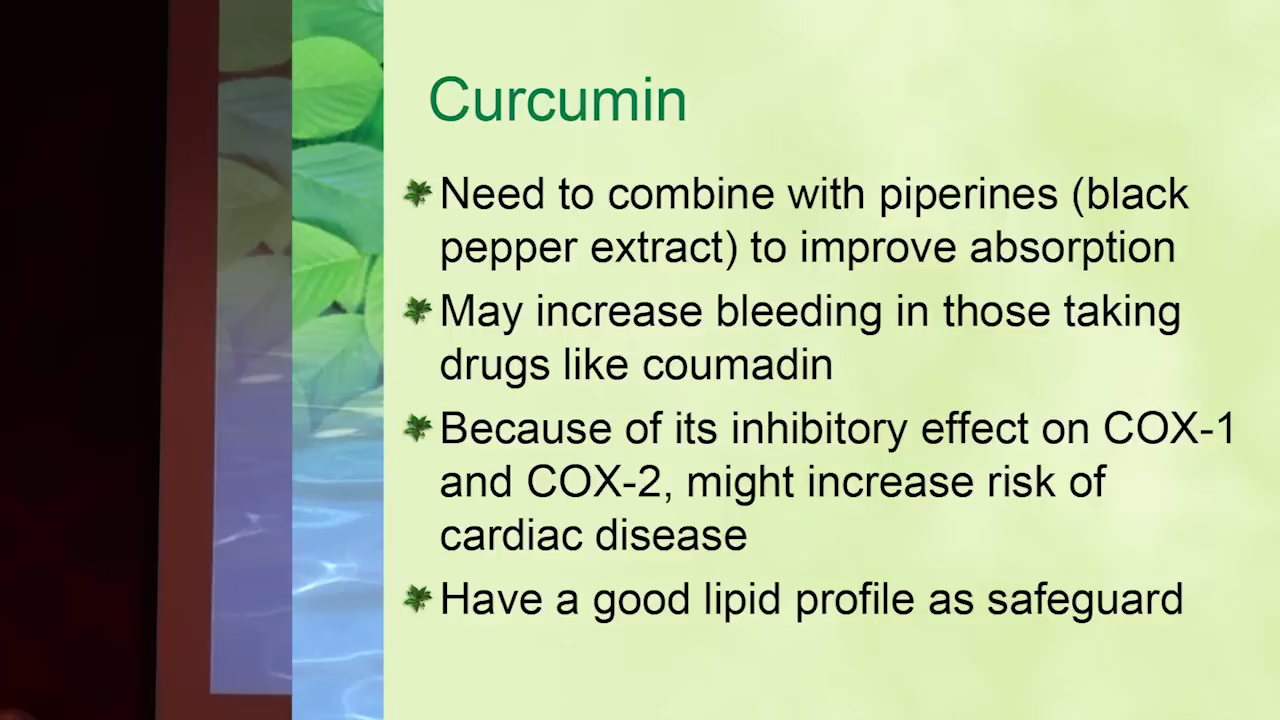 Curcumin
Need to combine with piperines (black
pepper extract) to improve absorption
May increase bleeding in those taking
drugs like coumadin
Because of its inhibitory effect on COX-1
and COX-2, might increase risk of
cardiac disease
Have a good lipid profile as safeguard